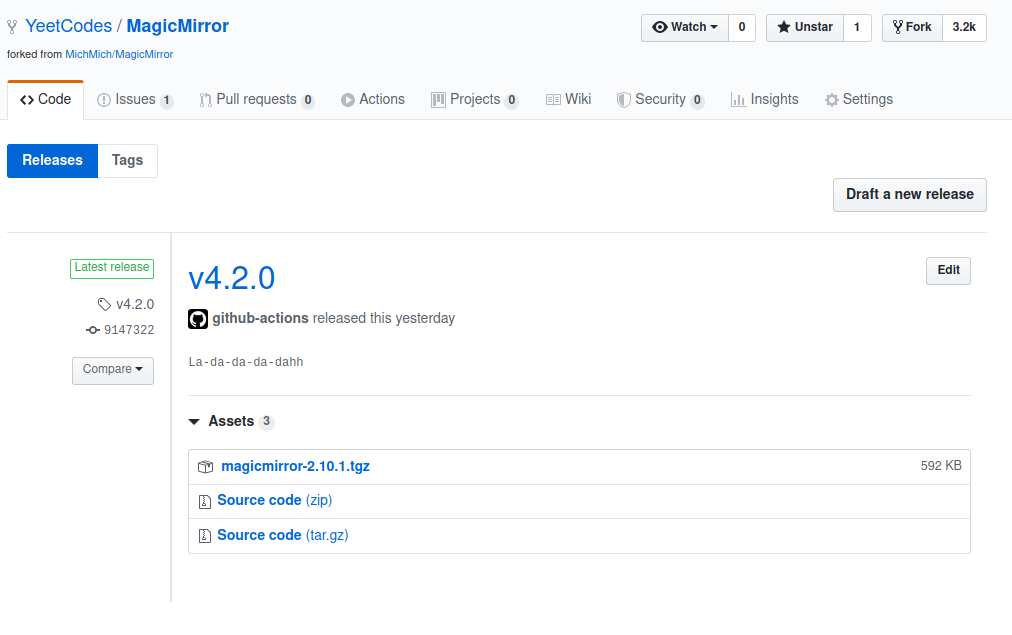 YeetCodes / MagicMirror
Watch 0
Unstar 1
Fork 3.2k
forked from MichMich/MagicMirror
Code
Issues 1
Pull requests 0
Actions
Projects 0
Wiki
Security 0
Insights
Settings
Releases
Tags
Draft a new release
Latest release
v4.2.0
9147322
Compare
v4.2.0
Edit
github-actions released this yesterday
La-da-da-da-dahh
Assets 3
magicmirror-2.10.1.tgz 592 KB
Source code (zip)
Source code (tar.gz)